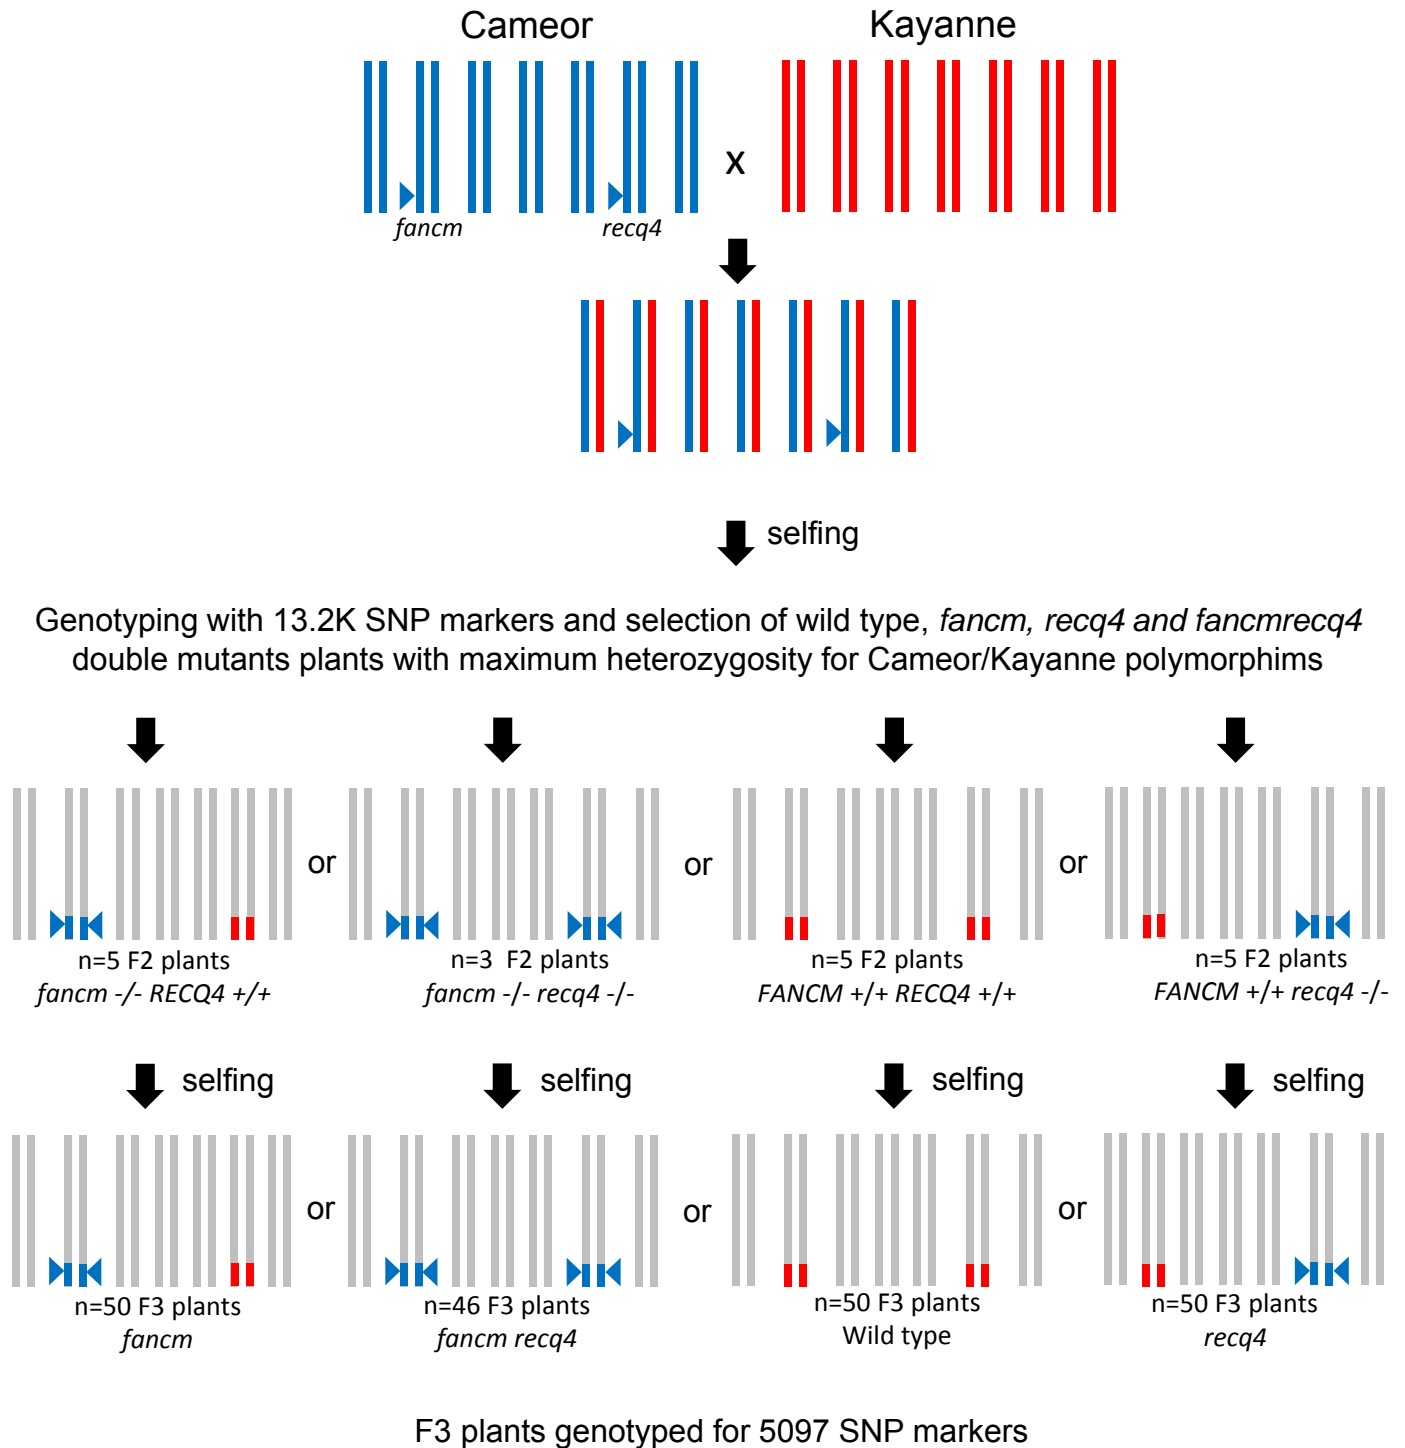 Cameor
Kayanne
x
fancm
recq4
selfing
Genotyping with 13.2K SNP markers and selection of wild type, fancm, recq4 and fancmrecq4
double mutants plants with maximum heterozygosity for Cameor/Kayanne polymorphims
or
or
or
n=5 F2 plants
fancm -/- RECQ4 +/+
n=3 F2 plants
fancm -/- recq4 -/-
n=5 F2 plants
FANCM +/+ RECQ4 +/+
n=5 F2 plants
FANCM +/+ recq4 -/-
selfing
selfing
selfing
selfing
or
or
or
n=50 F3 plants
fancm
n=46 F3 plants
fancm recq4
n=50 F3 plants
Wild type
n=50 F3 plants
recq4
F3 plants genotyped for 5097 SNP markers